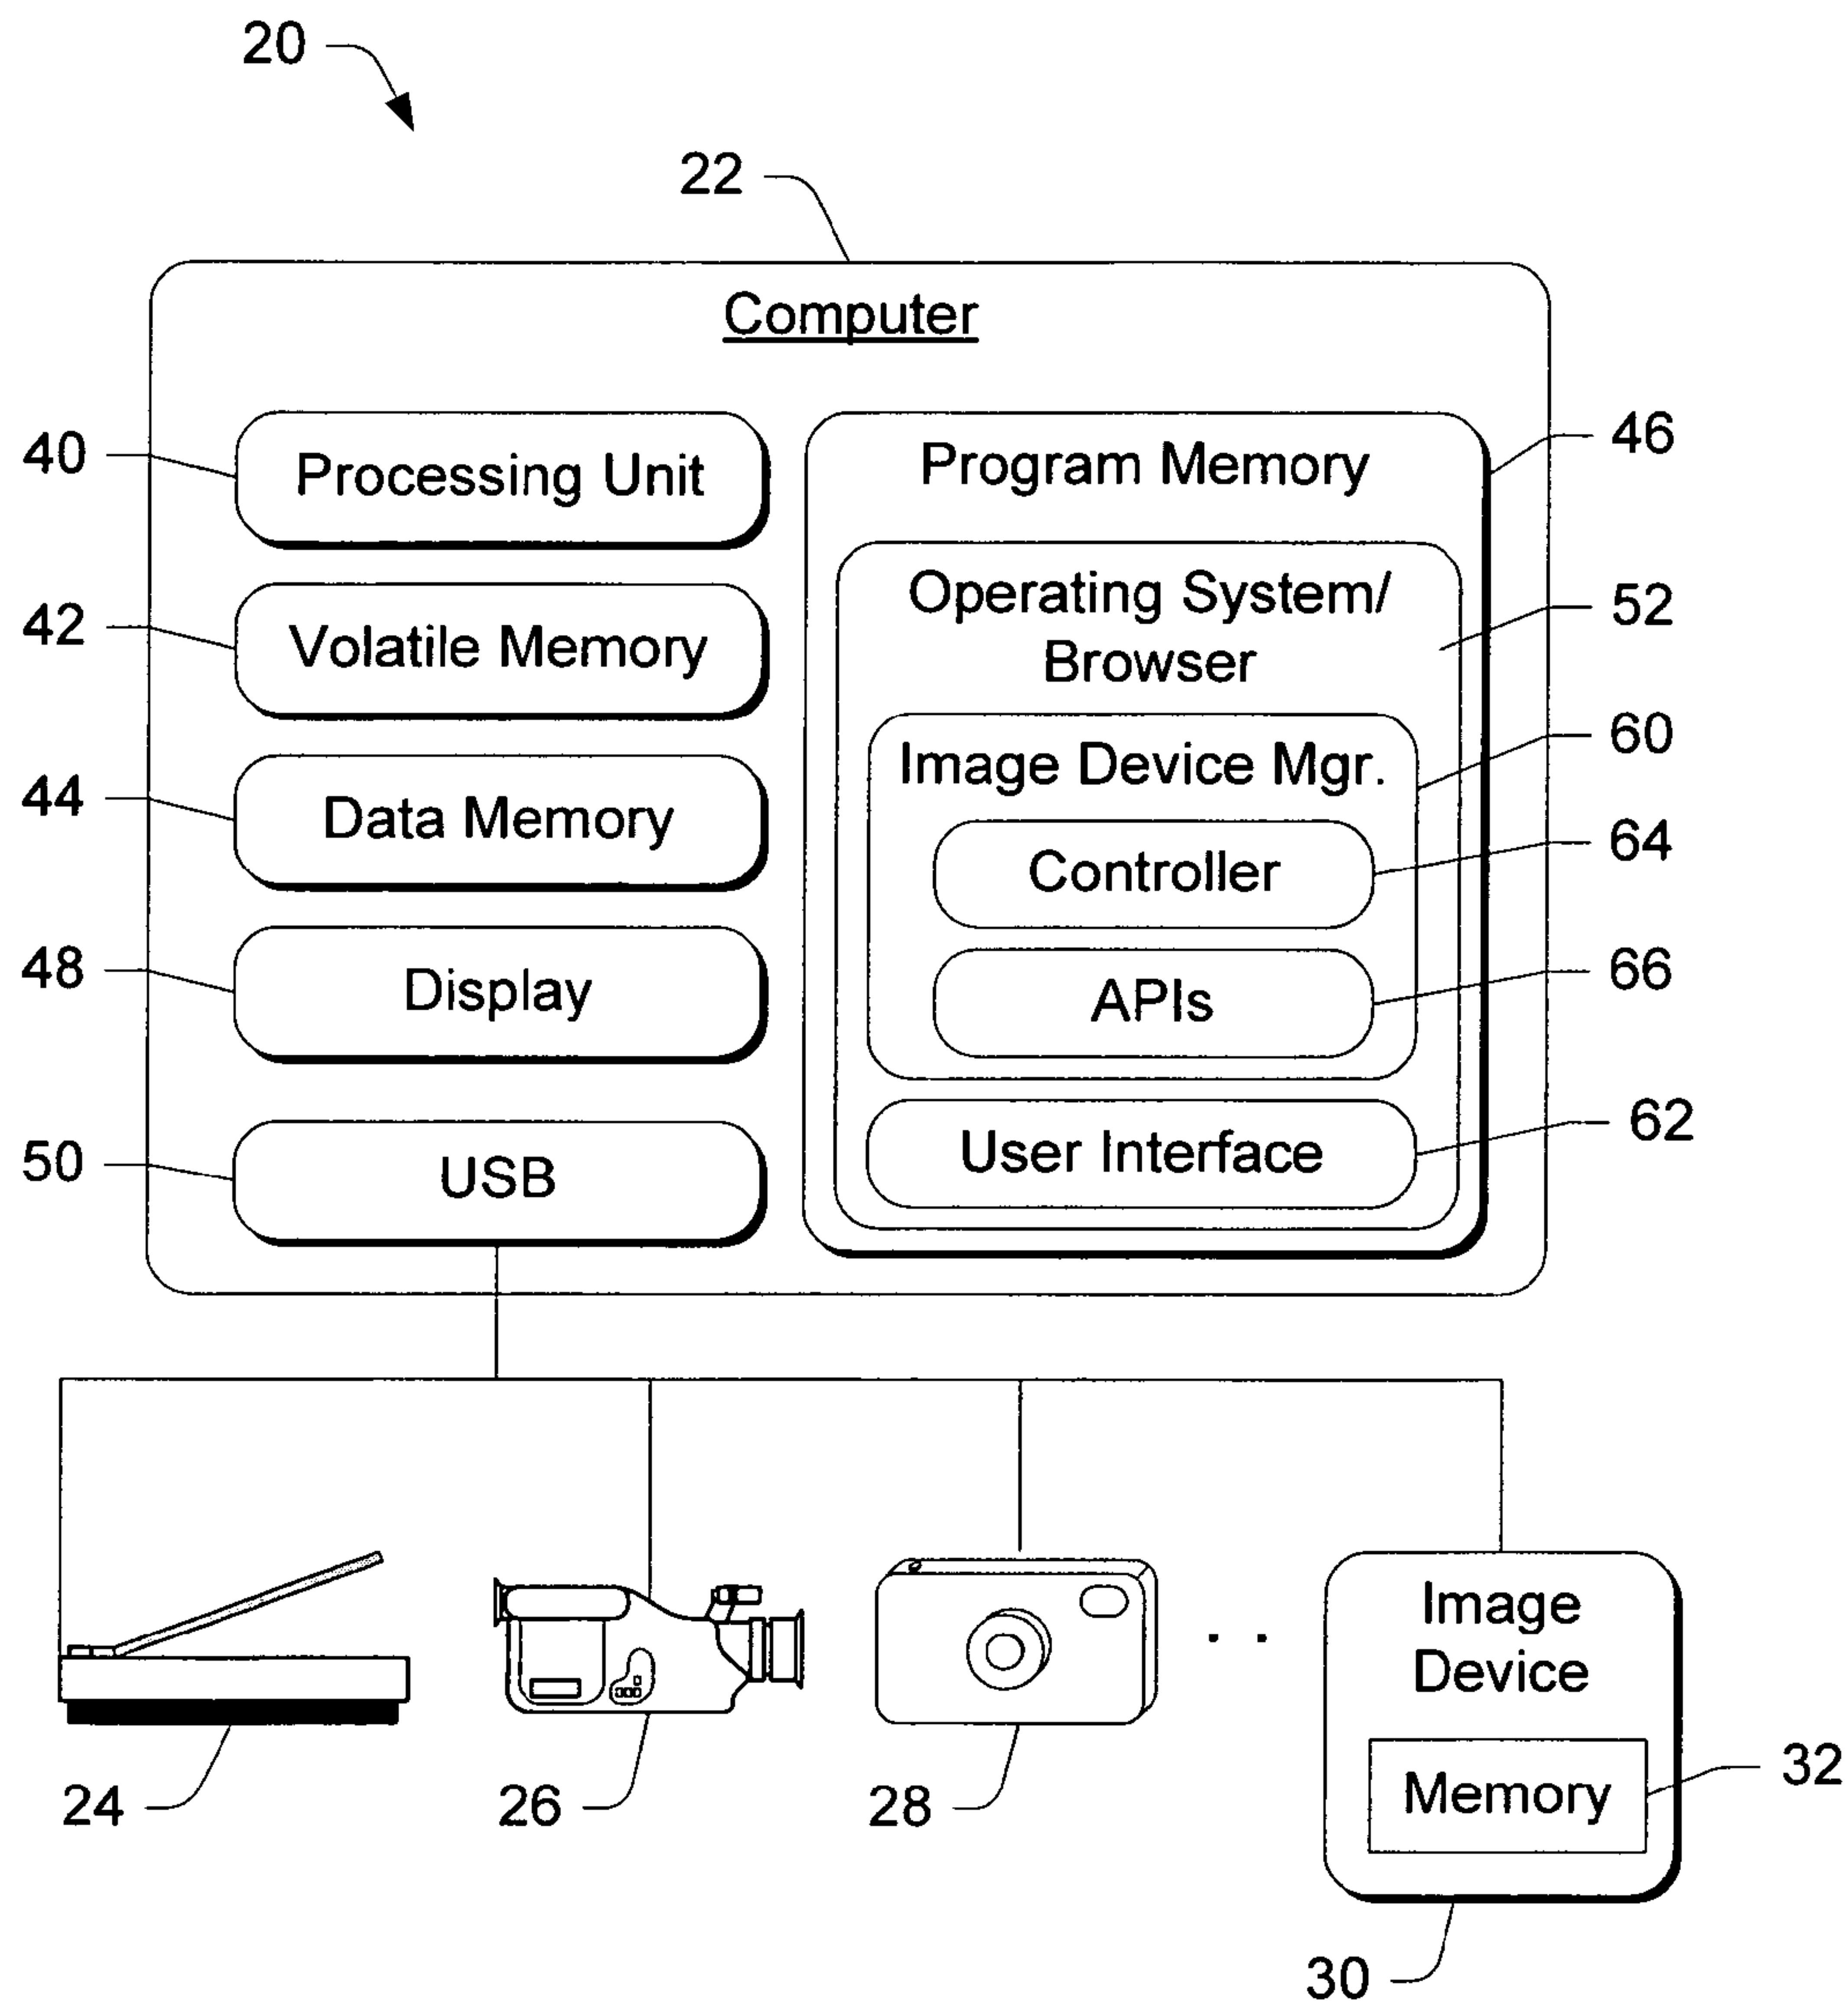 20
22
Computer
40
Processing Unit
Program Memory
46
42
Volatile Memory
Operating System/
Browser
52
44
Data Memory
Image Device Mgr.
60
Controller
64
48
Display
APIs
66
50
USB
User Interface
62
24
26
28
. .
Image
Device
Memory
32
30